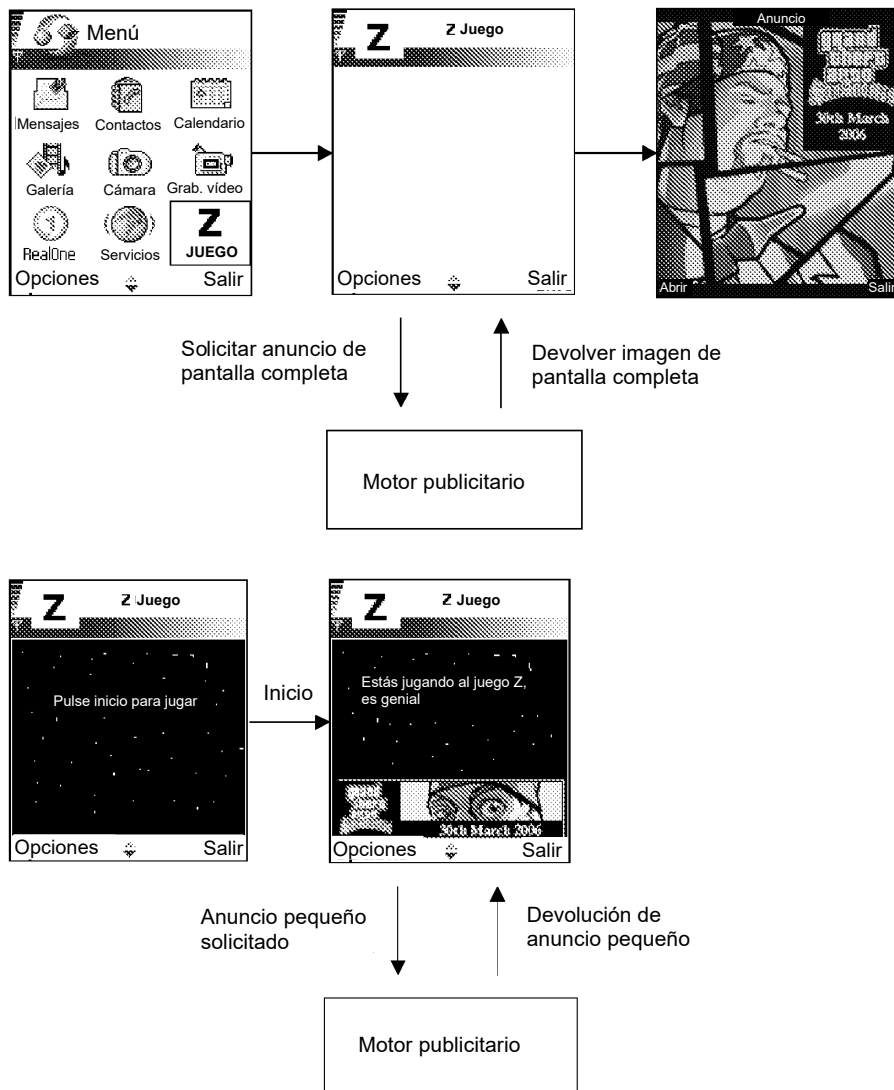 Menú
Mensajes Contactos Calendario
Galería Cámara Grab. vídeo
Z
RealOne Servicios JUEGO
Opciones Salir
Z Z Juego
Opciones Salir
Anuncio
30th March
2006
Abrir Salir
Solicitar anuncio de
pantalla completa
Devolver imagen de
pantalla completa
Motor publicitario
Z Z Juego
Pulse inicio para jugar
Opciones Salir
Inicio
Z Z Juego
Estás jugando al juego Z,
es genial
30th March 2006
Opciones Salir
Anuncio pequeño
solicitado
Devolución de
anuncio pequeño
Motor publicitario